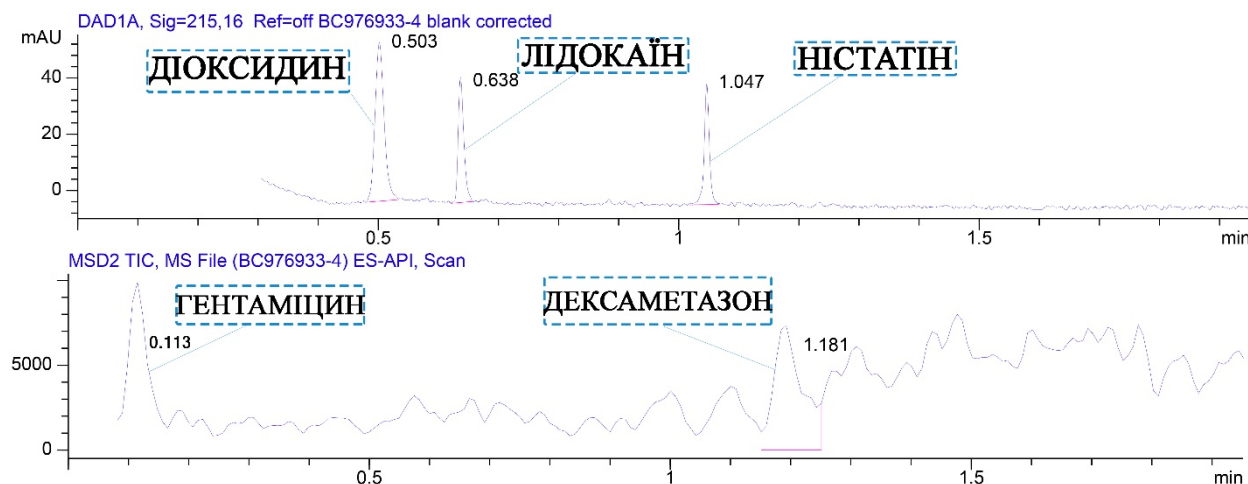 DAD1A, Sig=215,16 Ref=off BC976933-4 blank corrected
mAU
0.503
ДІОКСИДИН
ЛІДОКАЇН
НІСТАТІН
40
0.638
1.047
20
0
0.5
1
1.5
min
MSD2 TIC, MS File (BC976933-4) ES-API, Scan
ГЕНТАМІЦИН
ДЕКСАМЕТАЗОН
0.113
1.181
5000
0
0.5
1
1.5
min